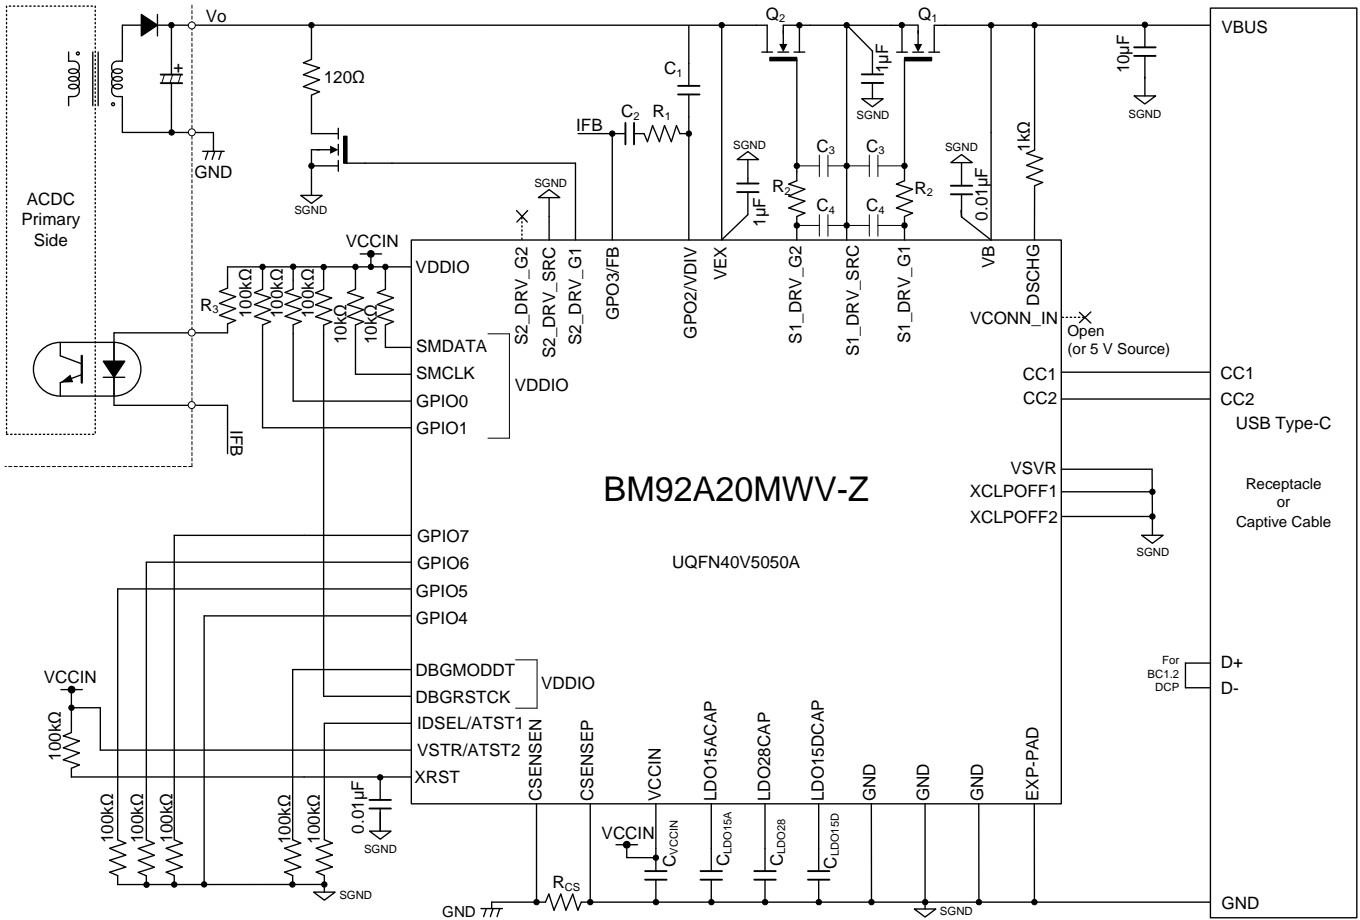 Vo
Q2
Q1
VBUS
120Ω
C1
1µF
10µF
SGND
SGND
IFB
C2
R1
GND
SGND
SGND
SGND
1kΩ
C3
C3
ACDC
Primary
Side
SGND
R2
R2
1µF
0.01µF
C4
C4
VCCIN
VDDIO
S2_DRV_G2
S2_DRV_SRC
S2_DRV_G1
GPO3/FB
GPO2/VDIV
VEX
S1_DRV_G2
S1_DRV_SRC
S1_DRV_G1
VB
DSCHG
R3
100kΩ
100kΩ
100kΩ
10kΩ
10kΩ
VCONN_IN
Open
(or 5 V Source)
SMDATA
SMCLK
VDDIO
GPIO0
GPIO1
CC1
CC1
CC2
CC2
USB Type-C
IFB
VSVR
XCLPOFF1
XCLPOFF2
SGND
Receptacle
or
Captive Cable
BM92A20MWV-Z
UQFN40V5050A
GPIO7
GPIO6
GPIO5
GPIO4
DBGMODDT
VDDIO
DBGRSTCK
IDSEL/ATST1
VSTR/ATST2
XRST
For
BC1.2
DCP
D+
D-
VCCIN
100kΩ
100kΩ
100kΩ
100kΩ
100kΩ
100kΩ
0.01µF
SGND
SGND
CSENSEN
CSENSEP
VCCIN
LDO15ACAP
LDO28CAP
LDO15DCAP
GND
GND
GND
EXP-PAD
VCCIN
CVCCIN
CLDO15A
CLDO28
CLDO15D
GND
RCS
SGND
GND